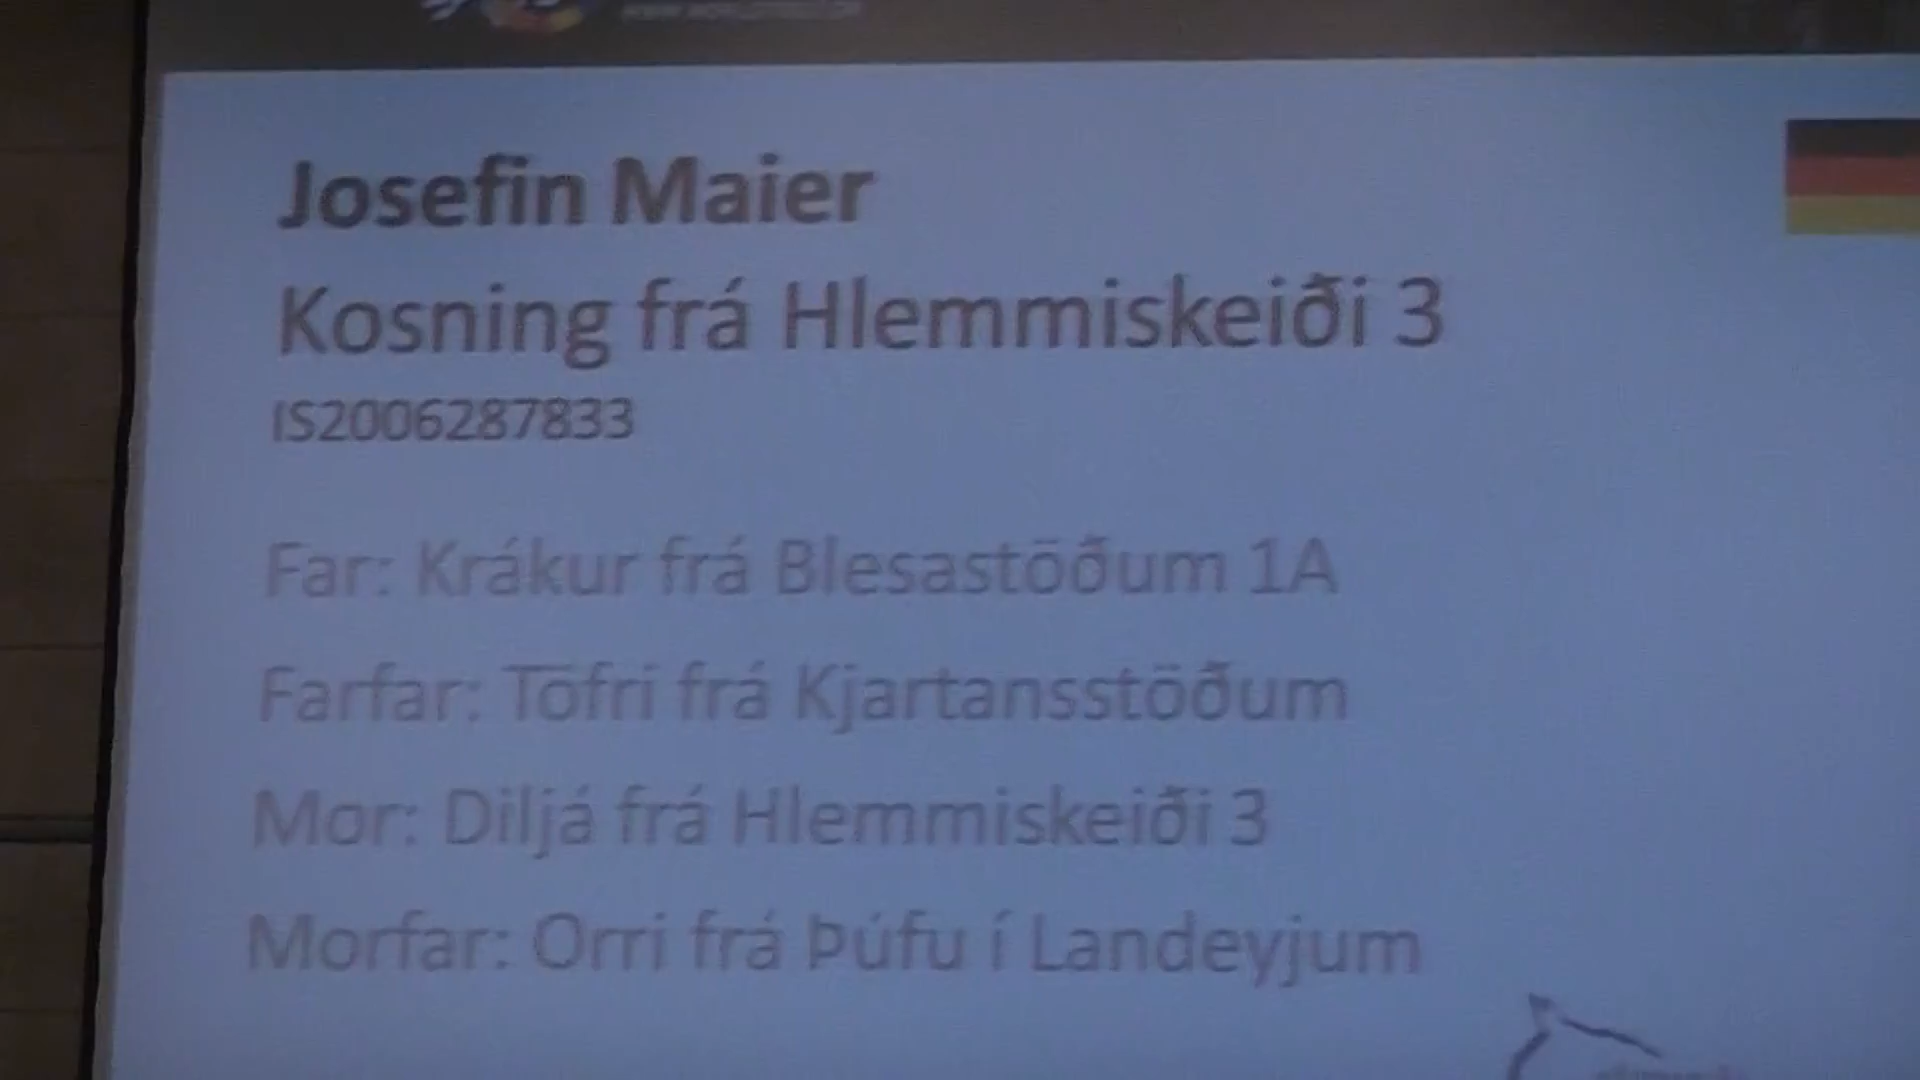 Josefin Maier
Kosning frá Hlemmiskeiði 3
IS2006287833
Far: Krákur frá Blesastöðum 1A
Farfar: Töfri frá Kjartansstöðum
Mor: Diljá frá Hlemmiskeiði 3
Morfar: Orri frá Þúfu í Landeyjum